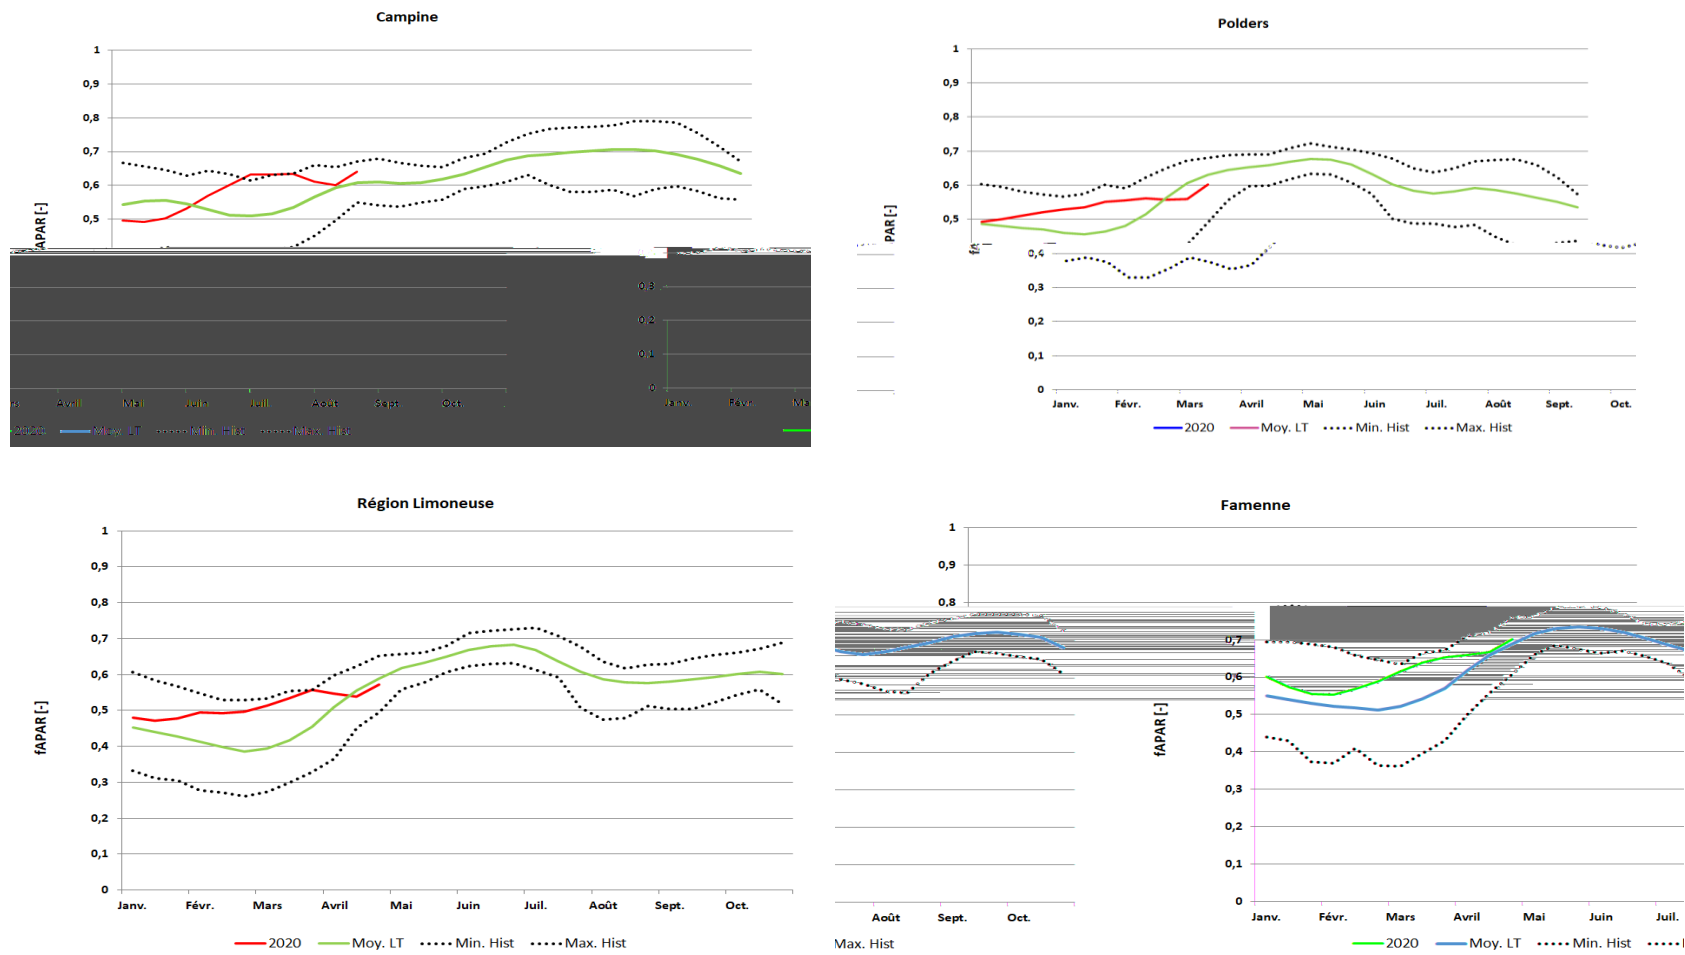 Campine
1
0,9
0,8
0,7
0,6
0,5
fAPAR [-]
0,3
0,2
0,1
0
Avril Mai Juin Juil. Août Sept. Oct. Janv. Févr
2020 Moy. LT Min. Hist Max. Hist
Polders
1
0,9
0,8
0,7
0,6
0,5
PAR [-]
0,4
0,3
0,2
0,1
0
Janv. Févr. Mars Avril Mai Juin Juil. Août Sept. Oct.
2020 Moy. LT Min. Hist Max. Hist
Région Limoneuse
1
0,9
0,8
0,7
0,6
0,5
0,4
0,3
0,2
0,1
0
fAPAR [-]
Janv. Févr. Mars Avril Mai Juin Juil. Août Sept. Oct.
2020 Moy. LT Min. Hist Max. Hist
Famenne
1
0,9
0,8
0,7
0,6
0,5
0,4
0,3
0,2
0,1
0
fAPAR [-]
Août Sept. Oct. Janv. Févr. Mars Avril Mai Juin Juil.
Max. Hist 2020 Moy. LT Min. Hist